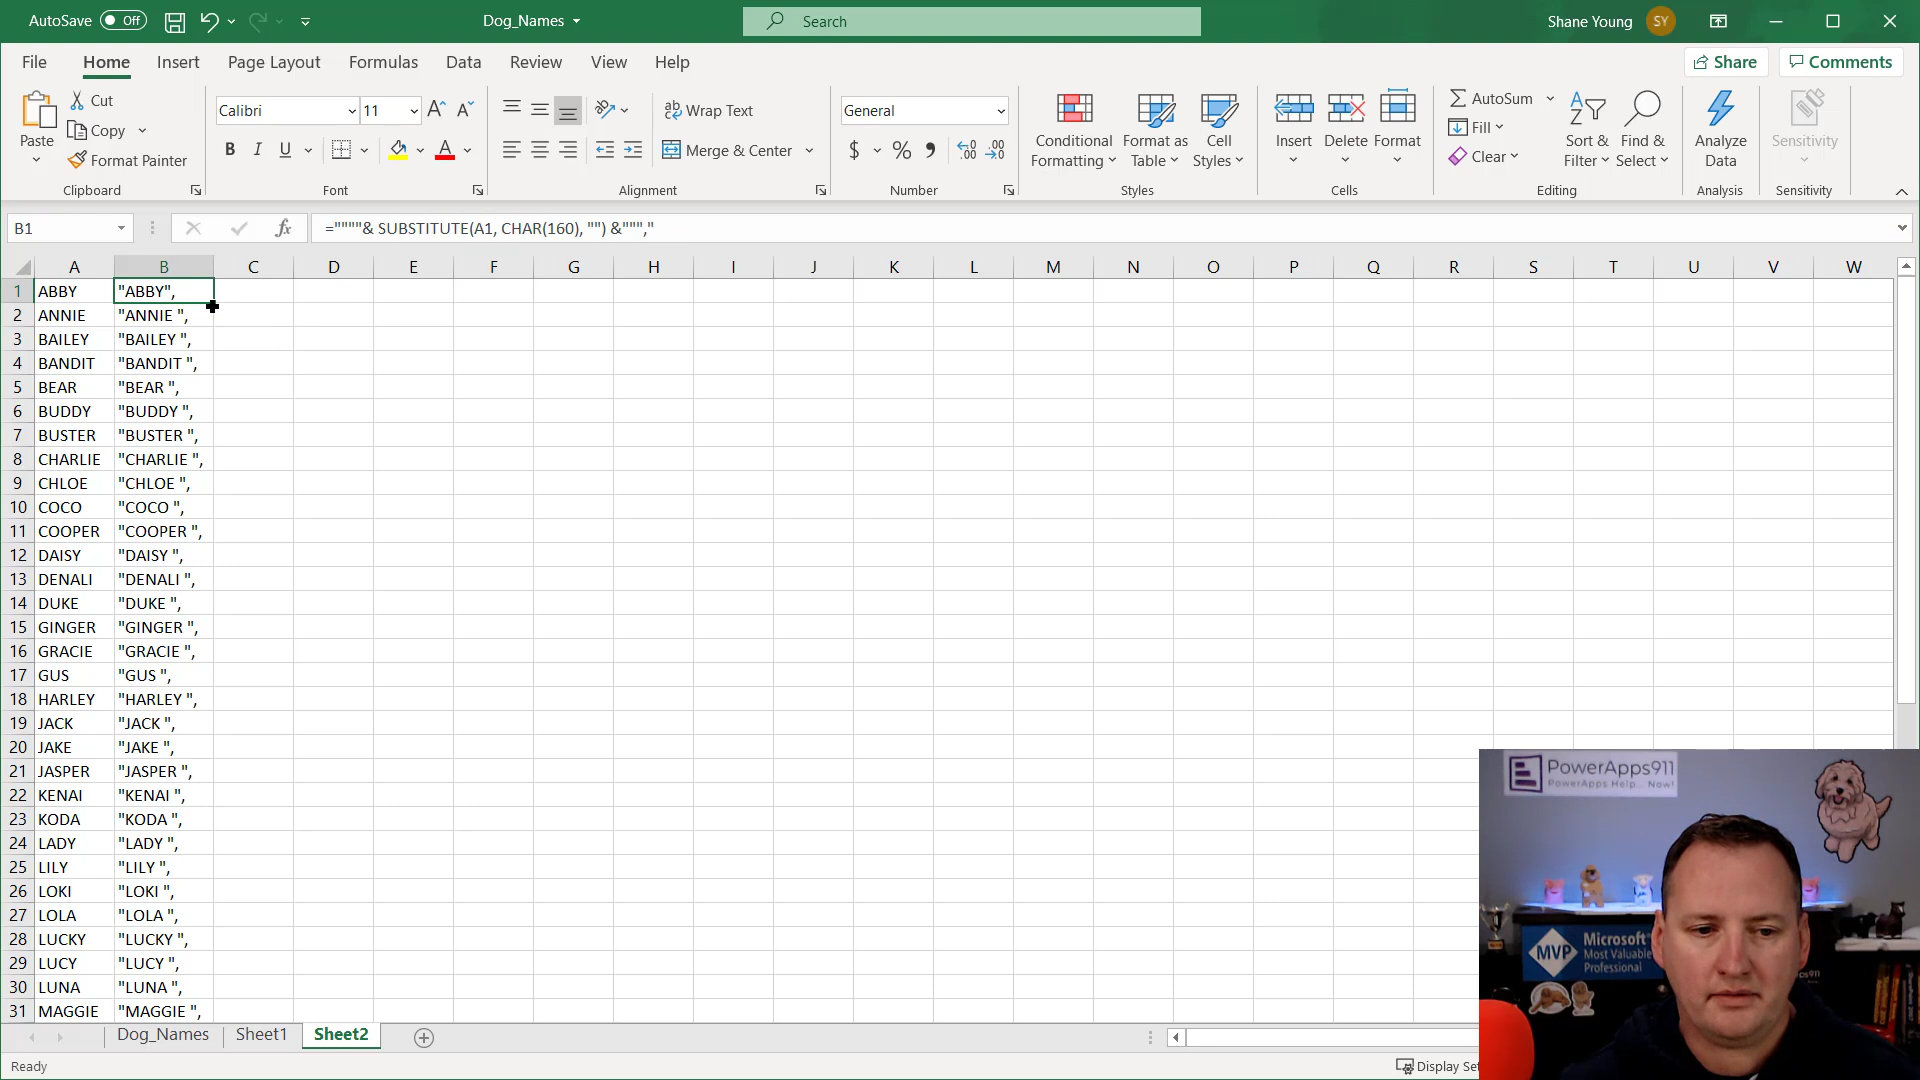 AutoSave Off Dog_Names Search Shane Young SY
File Home Insert Page Layout Formulas Data Review View Help Share Comments
Paste Cut Copy Format Painter Clipboard
Calibri 11 B I U A Font
Wrap Text Merge & Center Alignment
General $ % Number
Conditional Formatting Format as Table Cell Styles Styles
Insert Delete Format Cells
AutoSum Fill Clear Sort & Filter Find & Select Editing
Analyze Data Analysis
Sensitivity Sensitivity
B1 fx =""""& SUBSTITUTE(A1, CHAR(160), "") &""","
A B C D E F G H I J K L M N O P Q R S T U V W
1 ABBY "ABBY",
2 ANNIE "ANNIE ",
3 BAILEY "BAILEY ",
4 BANDIT "BANDIT ",
5 BEAR "BEAR ",
6 BUDDY "BUDDY ",
7 BUSTER "BUSTER ",
8 CHARLIE "CHARLIE ",
9 CHLOE "CHLOE ",
10 COCO "COCO ",
11 COOPER "COOPER ",
12 DAISY "DAISY ",
13 DENALI "DENALI ",
14 DUKE "DUKE ",
15 GINGER "GINGER ",
16 GRACIE "GRACIE ",
17 GUS "GUS ",
18 HARLEY "HARLEY ",
19 JACK "JACK ",
20 JAKE "JAKE ",
21 JASPER "JASPER ",
22 KENAI "KENAI ",
23 KODA "KODA ",
24 LADY "LADY ",
25 LILY "LILY ",
26 LOKI "LOKI ",
27 LOLA "LOLA ",
28 LUCKY "LUCKY ",
29 LUCY "LUCY ",
30 LUNA "LUNA ",
31 MAGGIE "MAGGIE ",
PowerApps911
PowerApps Help... Now!
MVP Microsoft
Most Valuable
Professional
Dog_Names Sheet1 Sheet2
Ready Display Se